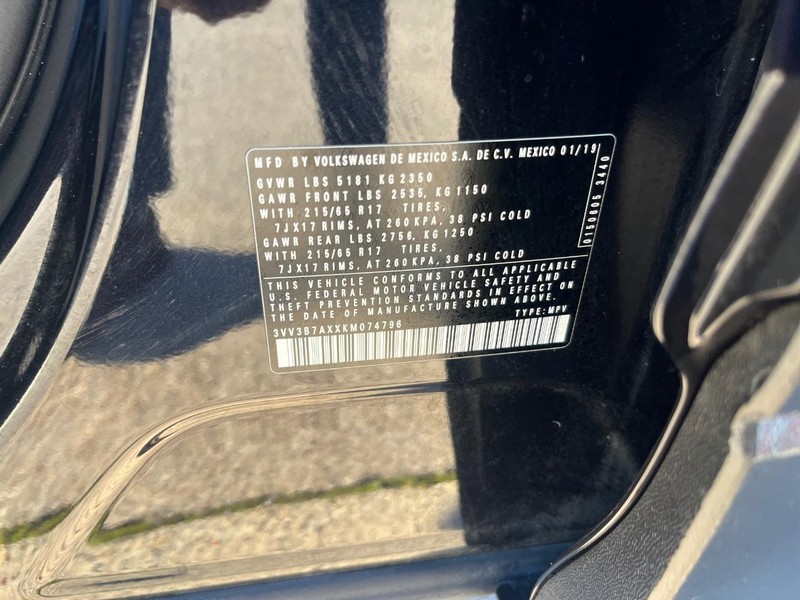 MFD BY VOLKSWAGEN DE MEXICO S.A. DE C.V. MEXICO 01/19
GVWR LBS 5181 KG 2350
GAWR FRONT LBS 2535, KG 1150
WITH 215/65 R17 TIRES,
7JX17 RIMS, AT 260 KPA, 38 PSI COLD
GAWR REAR LBS 2756, KG 1250
WITH 215/65 R17 TIRES,
7JX17 RIMS, AT 260 KPA, 38 PSI COLD
0150805 3440
THIS VEHICLE CONFORMS TO ALL APPLICABLE
U.S. FEDERAL MOTOR VEHICLE SAFETY AND
THEFT PREVENTION STANDARDS IN EFFECT ON
THE DATE OF MANUFACTURE SHOWN ABOVE.
3VV3B7AXXKM074796 TYPE: MPV